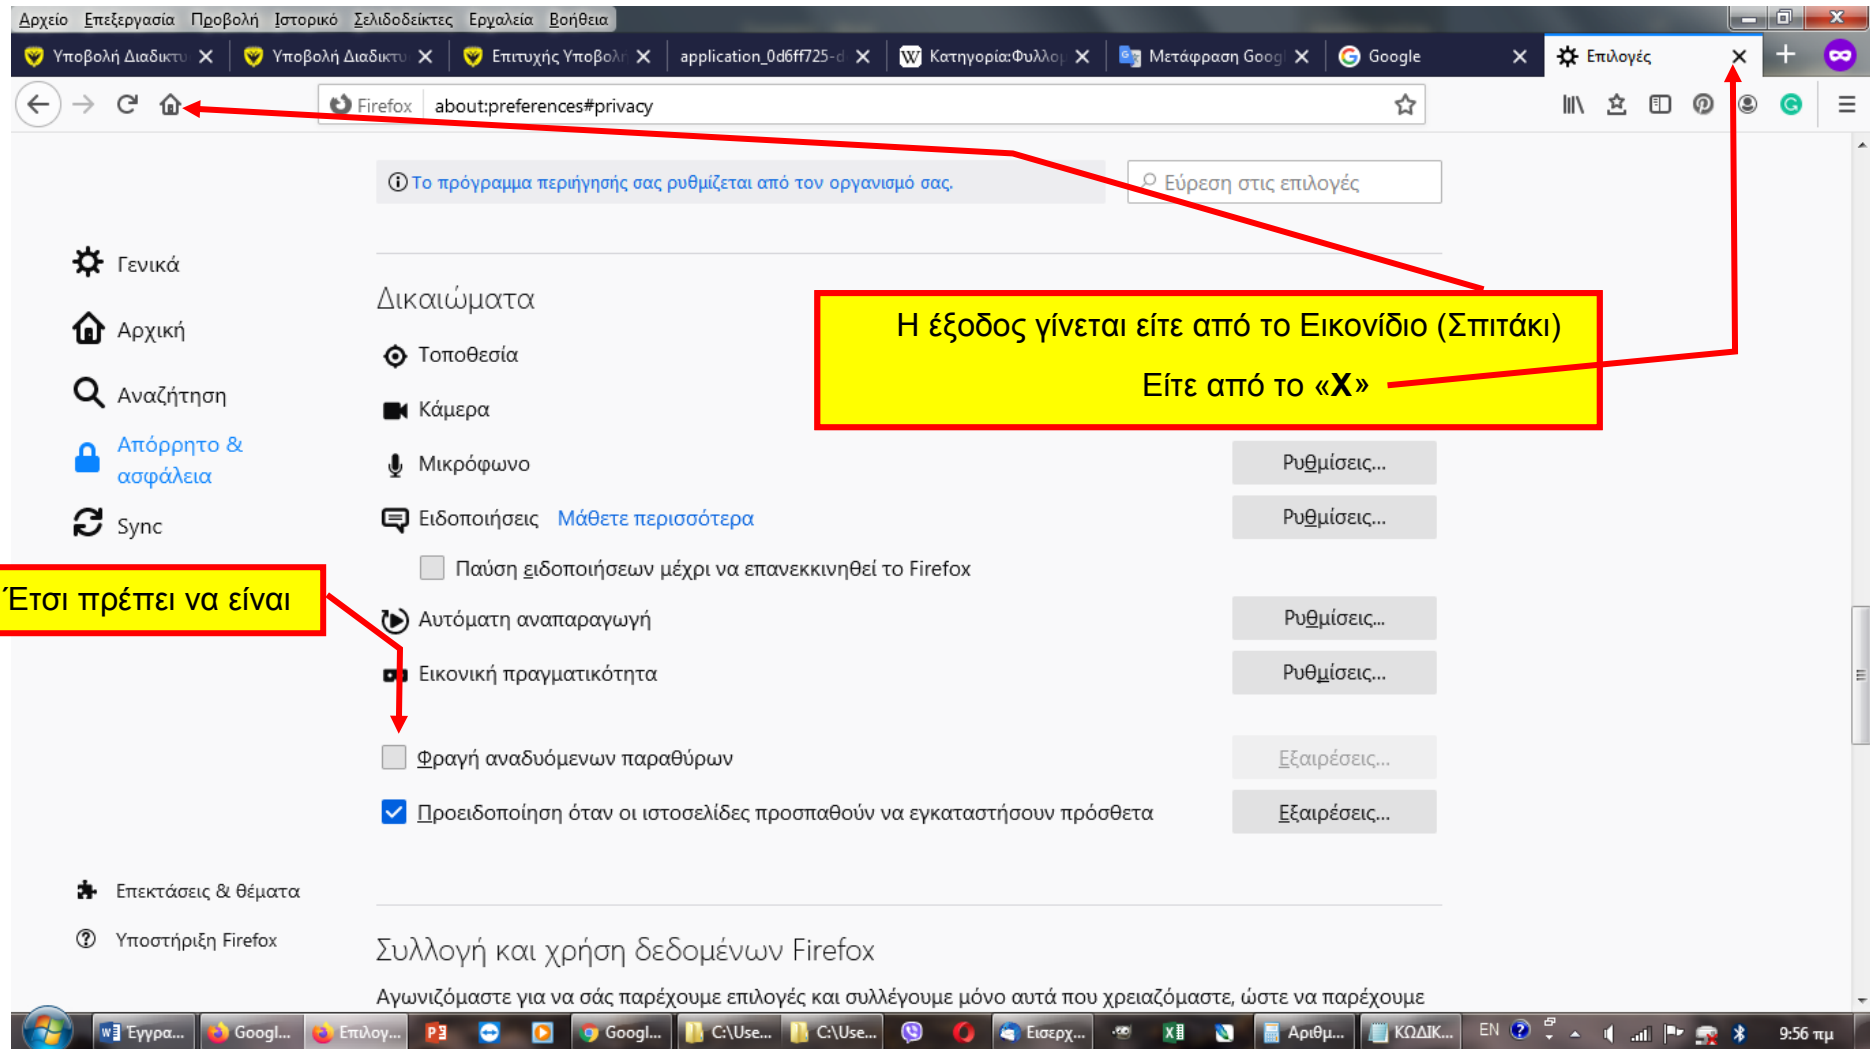 Αρχείο Επεξεργασία Προβολή Ιστορικό Σελιδοδείκτες Εργαλεία Βοήθεια
Υποβολή Διαδικτυ Υποβολή Διαδικτυ Επιτυχής Υποβολή application_0d6ff725-d Κατηγορία:Φυλλομ Μετάφραση Googl Google Επιλογές
Firefox about:preferences#privacy
Το πρόγραμμα περιήγησής σας ρυθμίζεται από τον οργανισμό σας.
Εύρεση στις επιλογές
Γενικά
Αρχική
Αναζήτηση
Απόρρητο &
ασφάλεια
Sync
Έτσι πρέπει να είναι
Δικαιώματα
Η έξοδος γίνεται είτε από το Εικονίδιο (Σπιτάκι)
Είτε από το «Χ»
Τοποθεσία
Κάμερα
Μικρόφωνο Ρυθμίσεις...
Ειδοποιήσεις Μάθετε περισσότερα Ρυθμίσεις...
Παύση ειδοποιήσεων μέχρι να επανεκκινηθεί το Firefox
Αυτόματη αναπαραγωγή Ρυθμίσεις...
Εικονική πραγματικότητα Ρυθμίσεις...
Φραγή αναδυόμενων παραθύρων Εξαιρέσεις...
Προειδοποίηση όταν οι ιστοσελίδες προσπαθούν να εγκαταστήσουν πρόσθετα Εξαιρέσεις...
Επεκτάσεις & θέματα
Υποστήριξη Firefox
Συλλογή και χρήση δεδομένων Firefox
Αγωνιζόμαστε για να σάς παρέχουμε επιλογές και συλλέγουμε μόνο αυτά που χρειαζόμαστε, ώστε να παρέχουμε
Έγγρα... Googl... Επιλογ... Googl... C:\Use... C:\Use... Εισερχ... Αριθμ... ΚΩΔΙΚ... EN 9:56 πμ